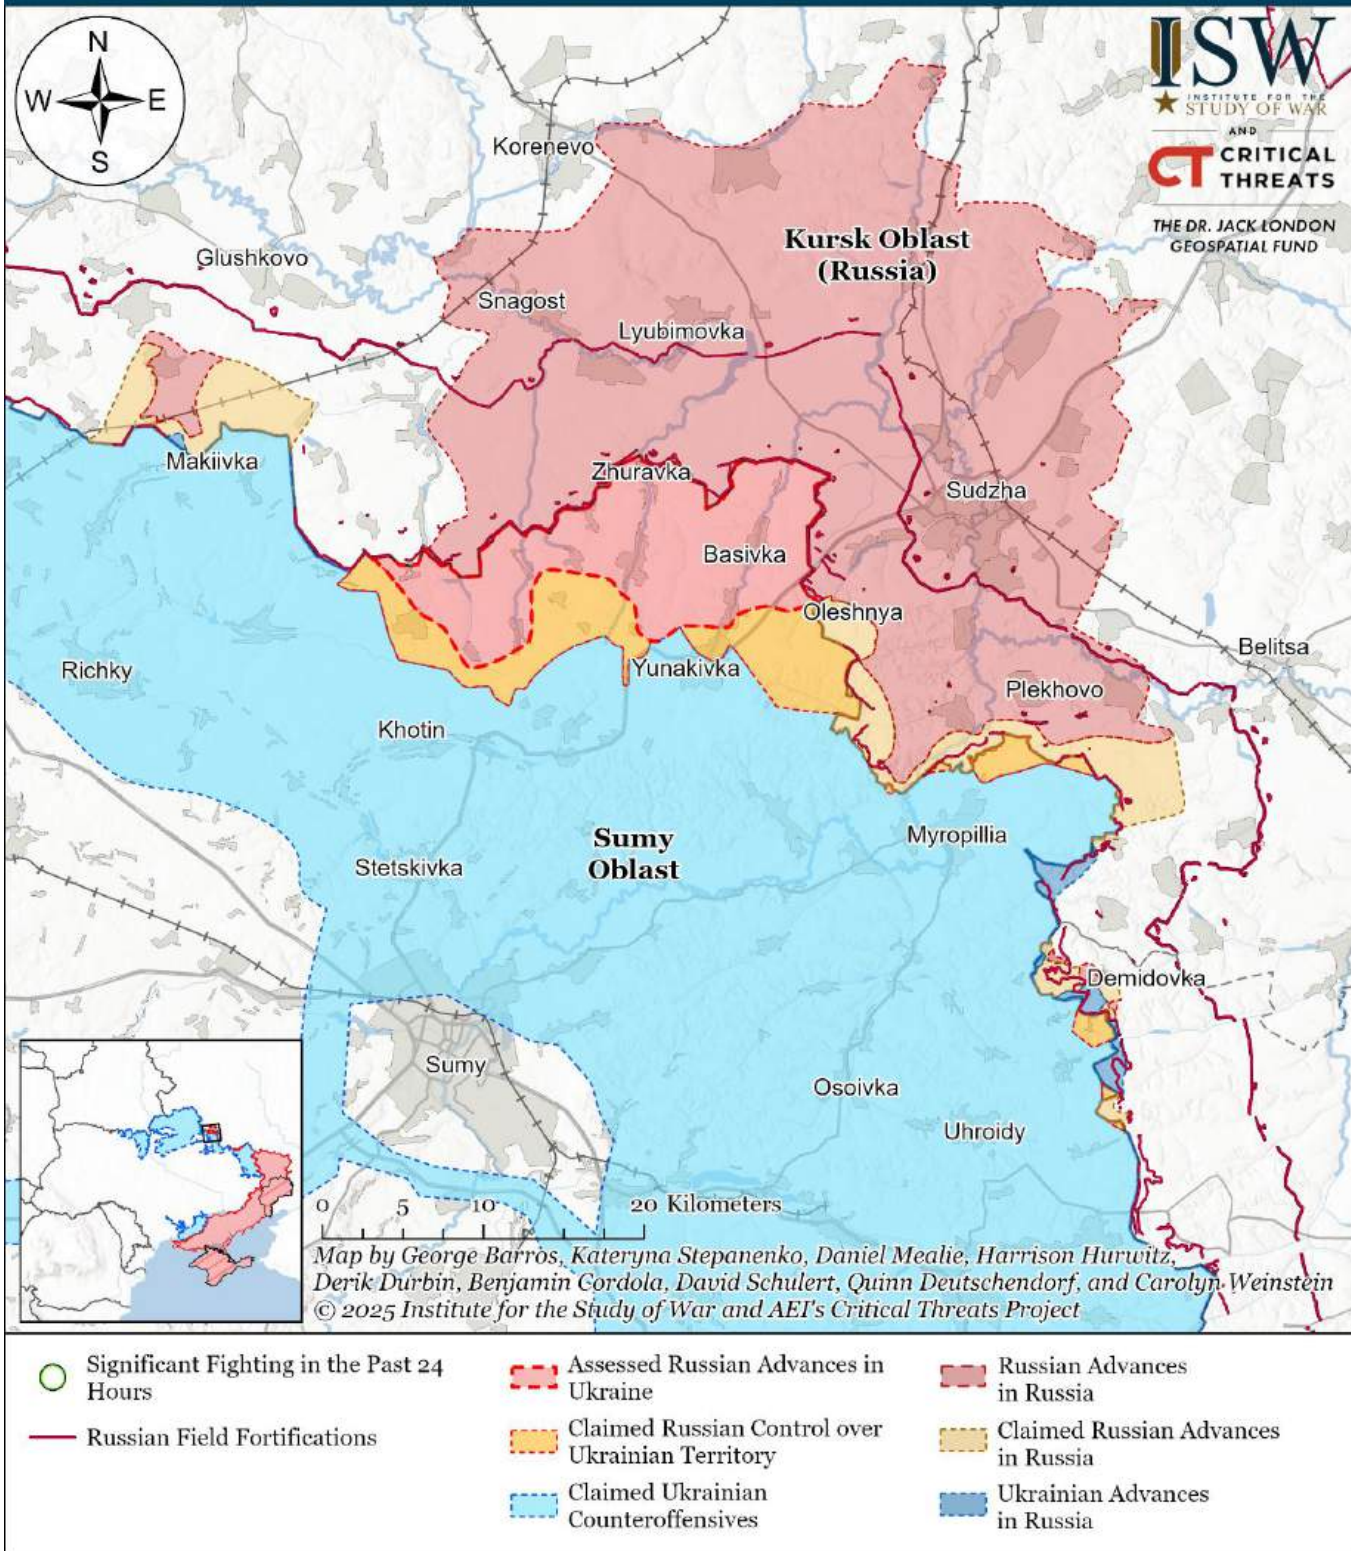 N
W
E
S
ISW
INSTITUTE FOR THE
STUDY OF WAR
AND
CT CRITICAL
THREATS
THE DR. JACK LONDON
GEOSPATIAL FUND
Korenevo
Kursk Oblast
(Russia)
Glushkovo
Snagost
Lyubimovka
Makiivka
Zhuravka
Sudzha
Basivka
Oleshnya
Belitsa
Richky
Yunakivka
Plekhovo
Khotin
Myropillia
Sumy
Oblast
Stetskivka
Demidovka
Sumy
Osoivka
Uhroidy
0 5 10 20 Kilometers
Map by George Barros, Kateryna Stepanenko, Daniel Mealie, Harrison Hurwitz,
Derik Durbin, Benjamin Cordola, David Schulert, Quinn Deutschendorf, and Carolyn Weinstein
© 2025 Institute for the Study of War and AEI's Critical Threats Project
Significant Fighting in the Past 24
Hours
Russian Field Fortifications
Assessed Russian Advances in
Ukraine
Claimed Russian Control over
Ukrainian Territory
Claimed Ukrainian
Counteroffensives
Russian Advances
in Russia
Claimed Russian Advances
in Russia
Ukrainian Advances
in Russia